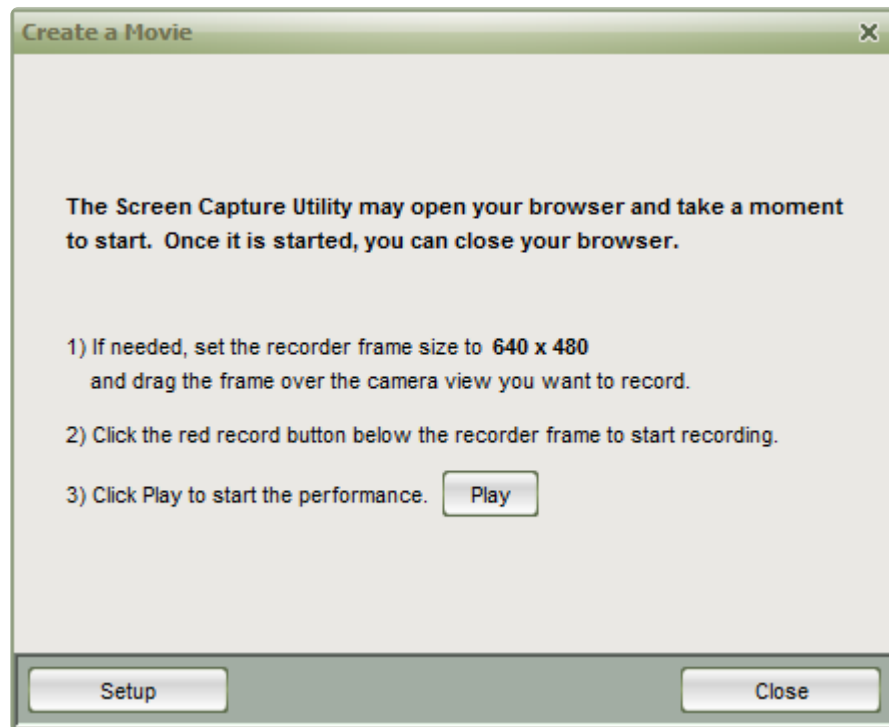 Create a Movie
The Screen Capture Utility may open your browser and take a moment
to start. Once it is started, you can close your browser.
1) If needed, set the recorder frame size to 640 x 480
and drag the frame over the camera view you want to record.
2) Click the red record button below the recorder frame to start recording.
3) Click Play to start the performance. Play
Setup Close